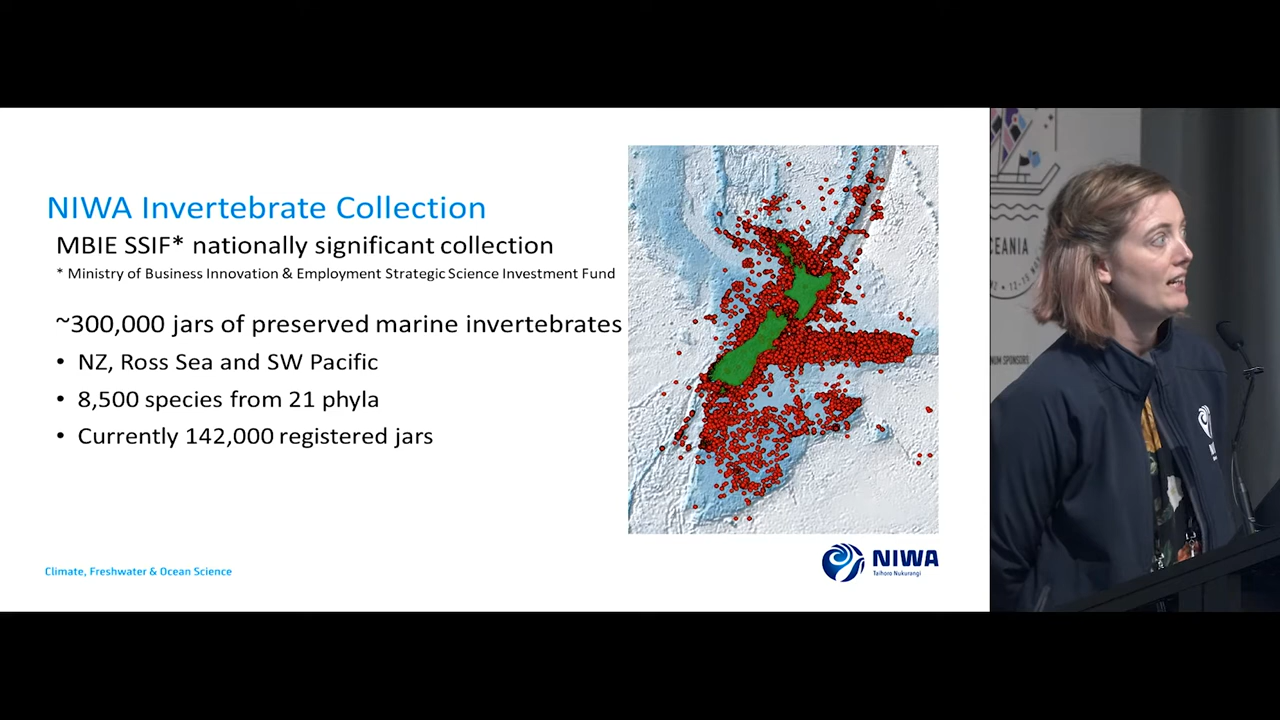 NIWA Invertebrate Collection
MBIE SSIF* nationally significant collection
* Ministry of Business Innovation & Employment Strategic Science Investment Fund
~300,000 jars of preserved marine invertebrates
• NZ, Ross Sea and SW Pacific
• 8,500 species from 21 phyla
• Currently 142,000 registered jars
Climate, Freshwater & Ocean Science
NIWA
Taihoro Nukurangi
CEANIA
NUM SPONSORS